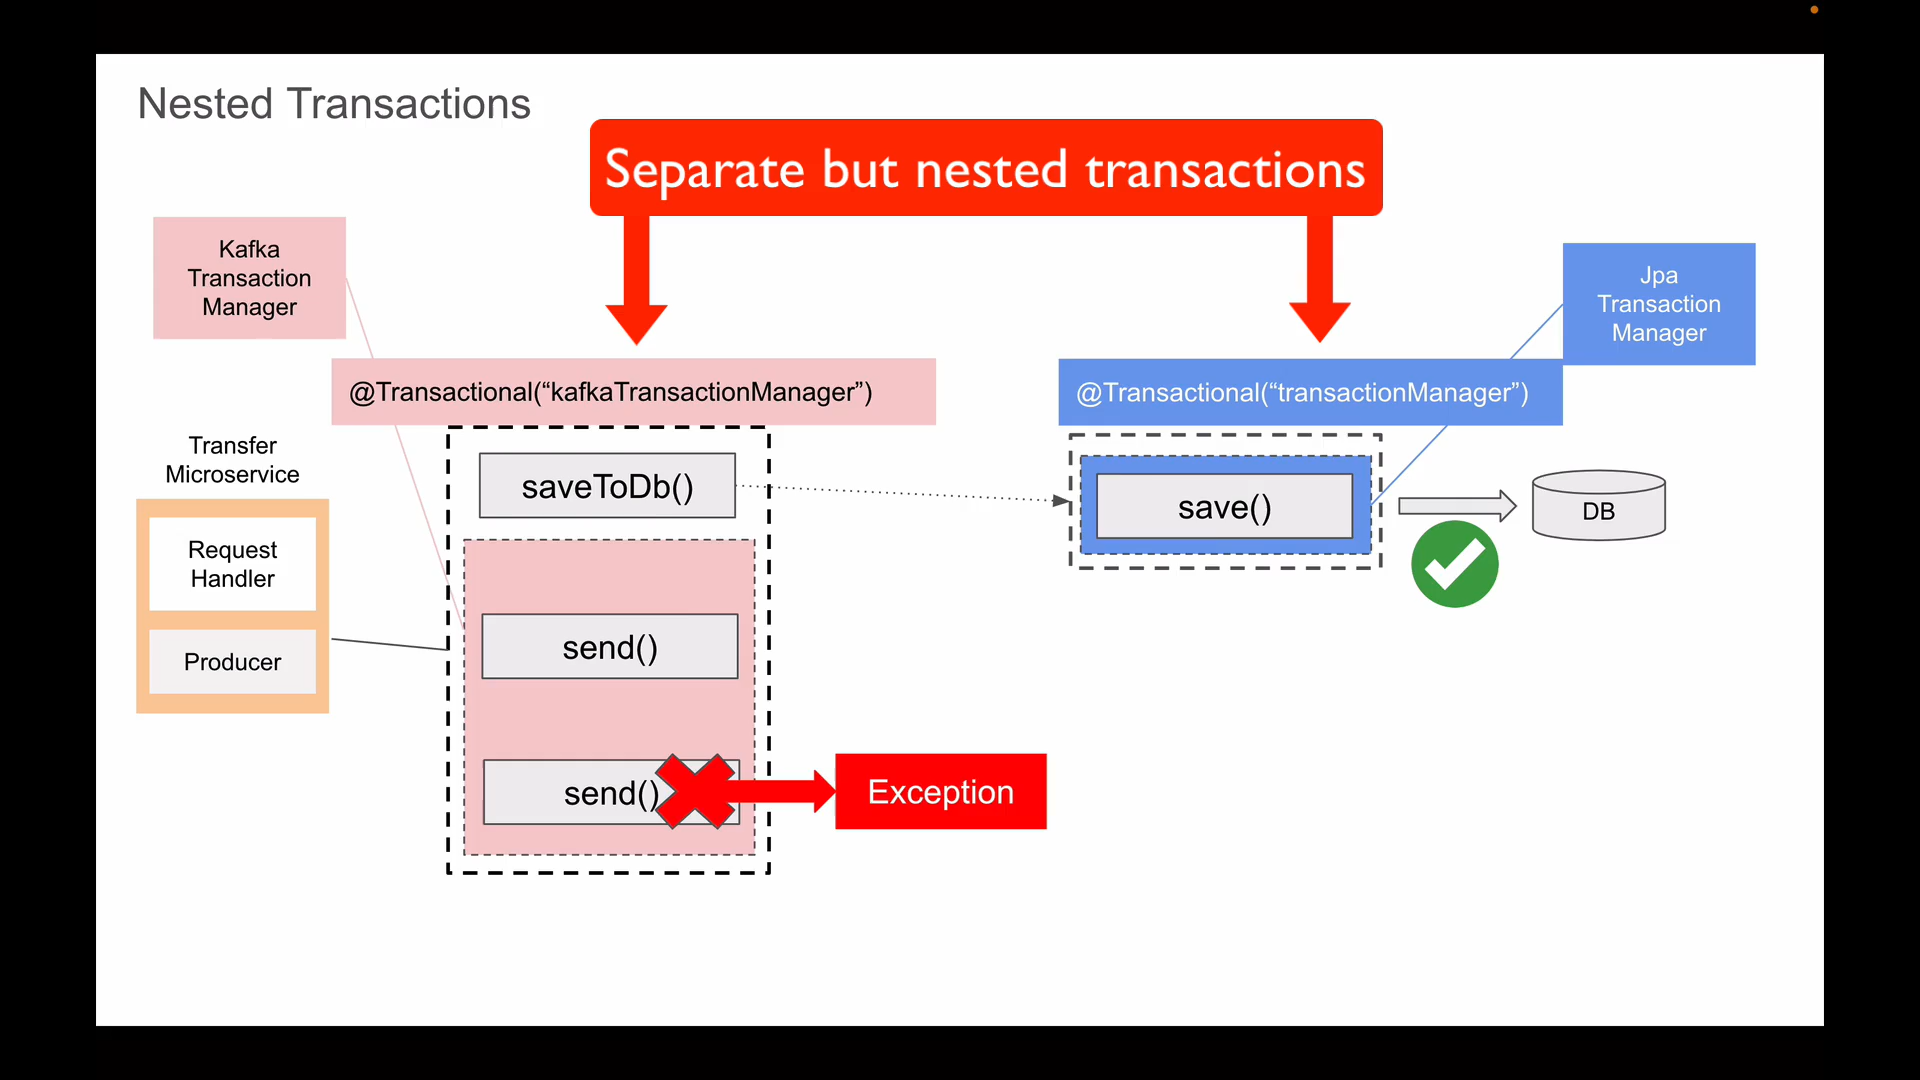 Nested Transactions
Separate but nested transactions
Kafka
Transaction
Manager
Jpa
Transaction
Manager
@Transactional(“kafkaTransactionManager”)
@Transactional(“transactionManager”)
Transfer
Microservice
saveToDb()
save()
DB
Request
Handler
send()
Producer
send()
Exception